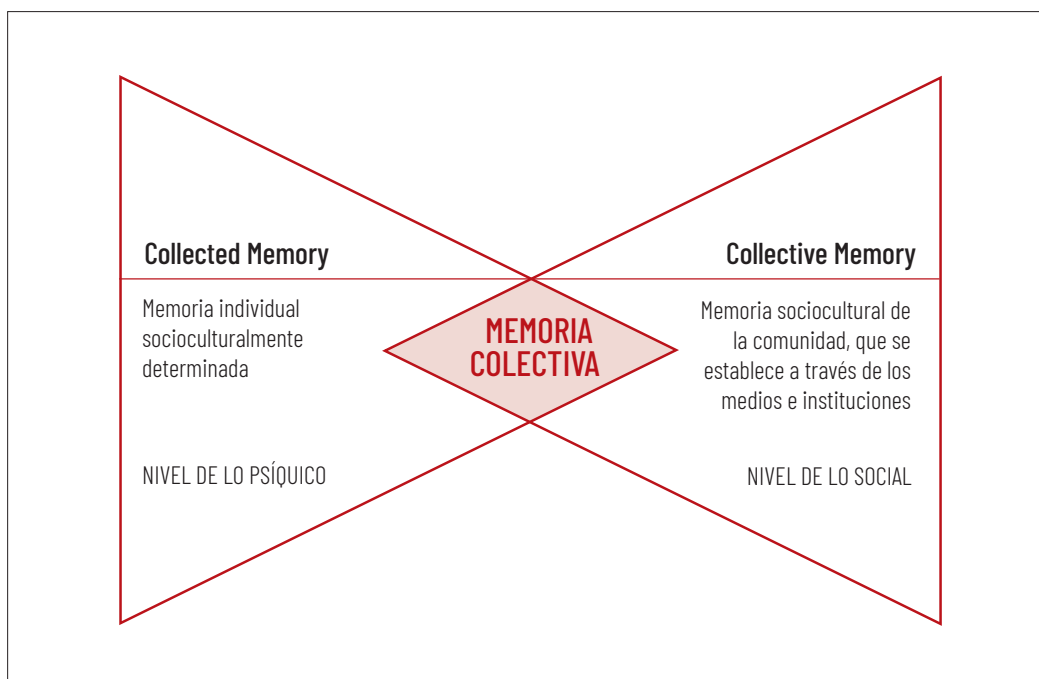 Collected Memory
Memoria individual
socioculturalmente
determinada
NIVEL DE LO PSÍQUICO
MEMORIA
COLECTIVA
Collective Memory
Memoria sociocultural de
la comunidad, que se
establece a través de los
medios e instituciones
NIVEL DE LO SOCIAL